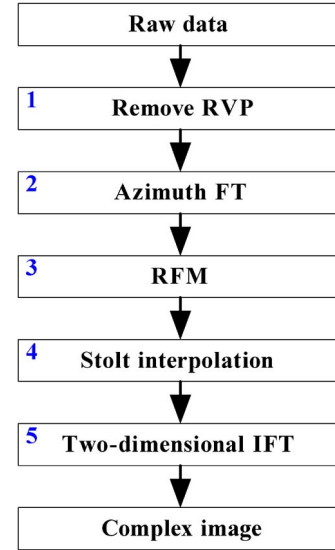 Raw data
1 Remove RVP
2 Azimuth FT
3 RFM
4 Stolt interpolation
5 Two-dimensional IFT
Complex image